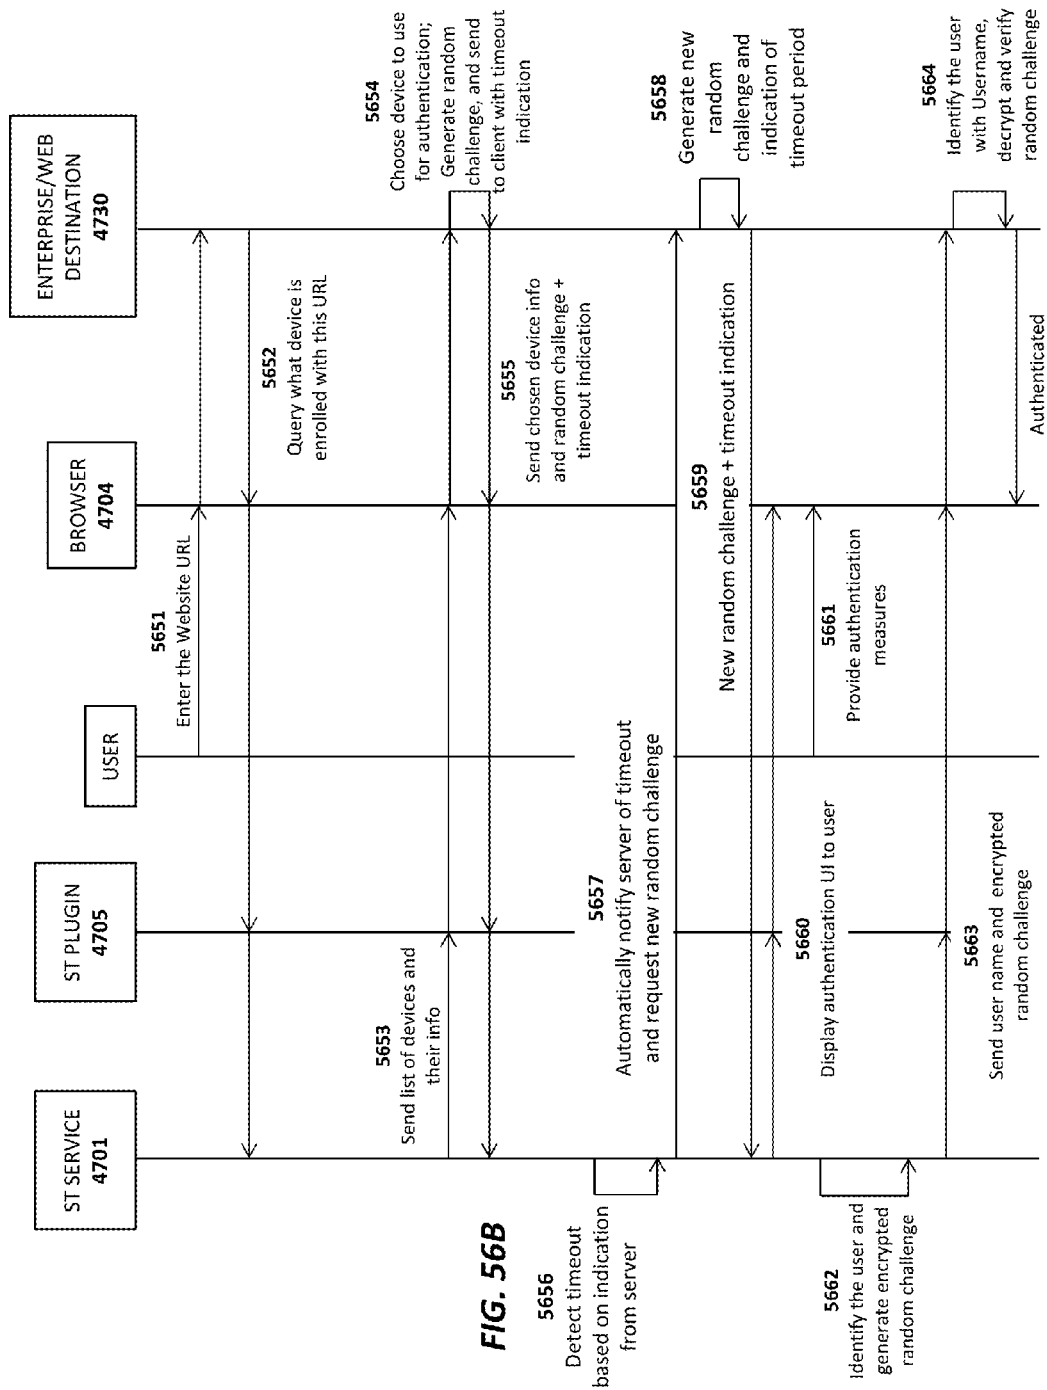 ST SERVICE
4701
ST PLUGIN
4705
USER
BROWSER
4704
ENTERPRISE/WEB
DESTINATION
4730
5651
Enter the Website URL
5652
Query what device is
enrolled with this URL
5653
Send list of devices and
their info
5654
Choose device to use
for authentication;
Generate random
challenge, and send
to client with timeout
indication
5655
Send chosen device info
and random challenge +
timeout indication
FIG. 56B
5656
Detect timeout
based on indication
from server
5657
Automatically notify server of timeout
and request new random challenge
5658
Generate new
random
challenge and
indication of
timeout period
5659
New random challenge + timeout indication
5660
Display authentication UI to user
5661
Provide authentication
measures
5662
Identify the user and
generate encrypted
random challenge
5663
Send user name and encrypted
random challenge
5664
Identify the user
with Username,
decrypt and verify
random challenge
Authenticated